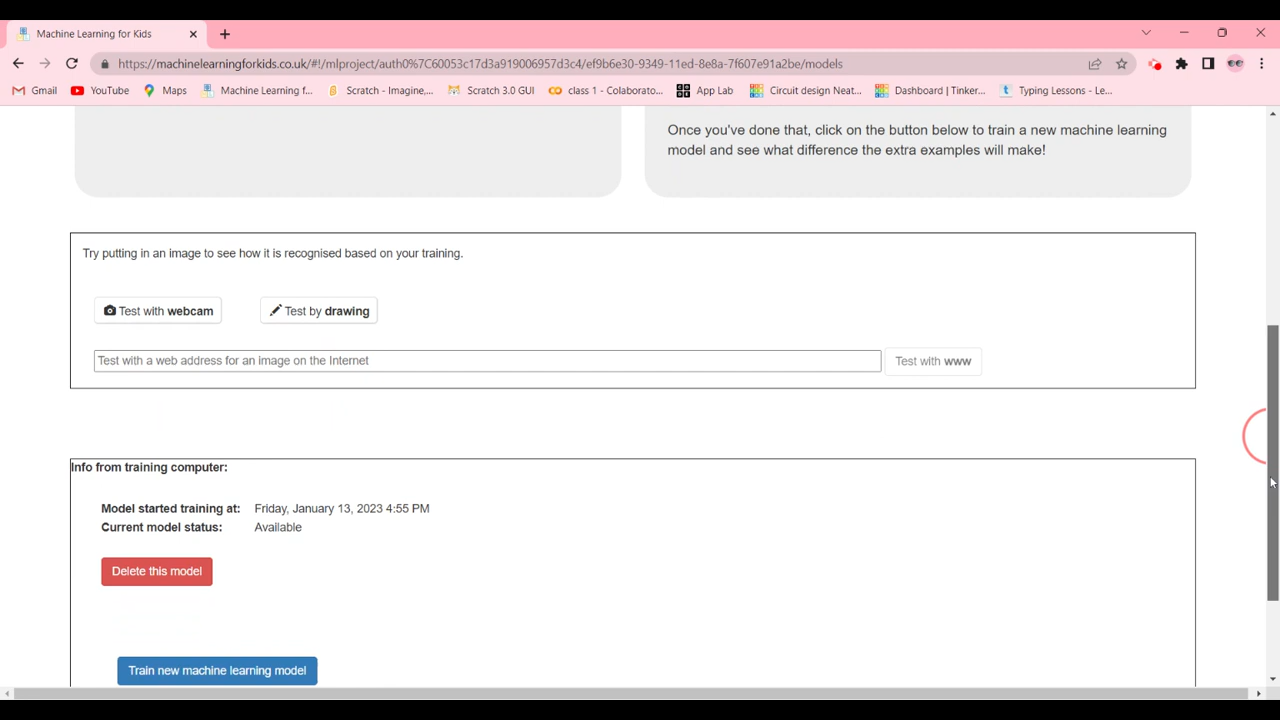 Machine Learning for Kids
https://machinelearningforkids.co.uk/#!/mlproject/auth0%7C60053c17d3a919006957d3c4/ef9b6e30-9349-11ed-8e8a-7f607e91a2be/models
Gmail YouTube Maps Machine Learning f... Scratch - Imagine,... Scratch 3.0 GUI class 1 - Colaborato... App Lab Circuit design Neat... Dashboard | Tinker... Typing Lessons - Le...
Once you've done that, click on the button below to train a new machine learning
model and see what difference the extra examples will make!
Try putting in an image to see how it is recognised based on your training.
Test with webcam Test by drawing
Test with a web address for an image on the Internet Test with www
Info from training computer:
Model started training at: Friday, January 13, 2023 4:55 PM
Current model status: Available
Delete this model
Train new machine learning model